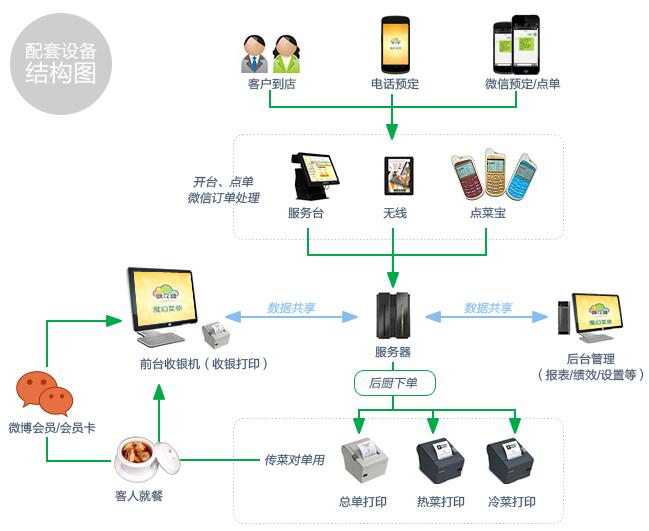 配套设备
结构图
客户到店
电话预定
微信预定/点单
开台、点单
微信订单处理
服务台
无线
点菜宝
魔幻菜单
数据共享
数据共享
前台收银机（收银打印）
服务器
后台管理
（报表/绩效/设置等）
后厨下单
微博会员/会员卡
传菜对单用
客人就餐
总单打印
热菜打印
冷菜打印